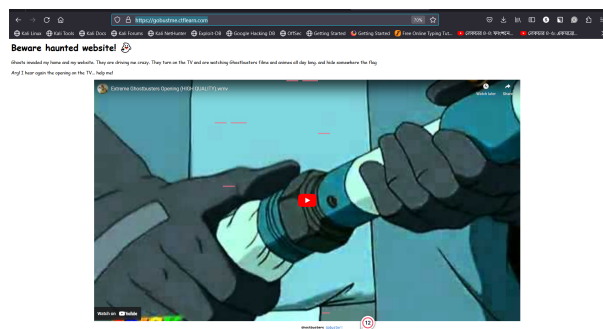 https://gobustme.ctflearn.com
70%
Kali Linux Kali Tools Kali Docs Kali Forums Kali NetHunter Exploit-DB Google Hacking DB OffSec Getting Started Getting Started Free Online Typing Tut...
Beware haunted website!
Ghosts invaded my home and my website. They are driving me crazy. They turn on the TV and are watching Ghostbusters films and animes all day long, and hide somewhere the flag
Arg! I hear again the opening on the TV... help me!
Extreme Ghostbusters Opening (HIGH QUALITY).wmv
Watch later Share
Watch on YouTube
Ghostbusters
12